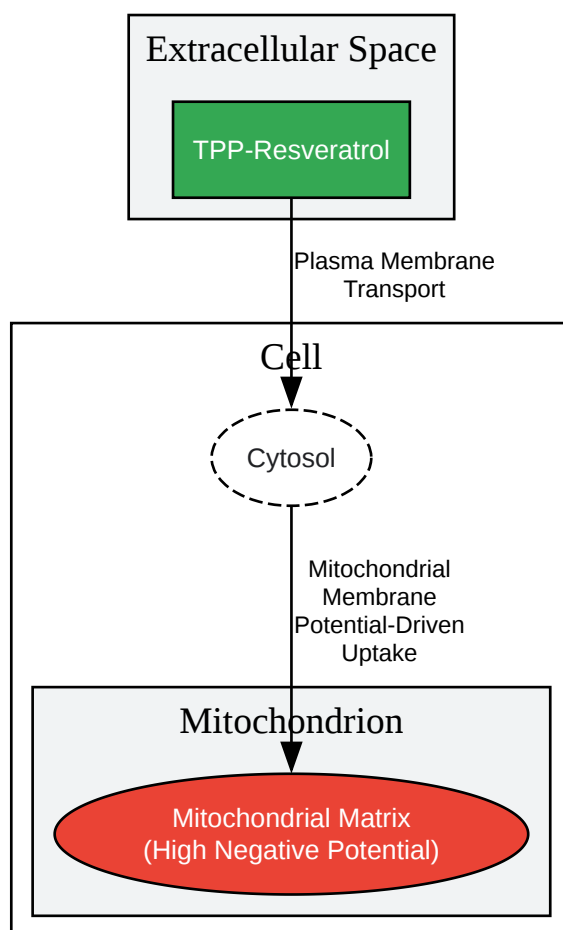 Extracellular Space
TPP-Resveratrol
Plasma Membrane
Transport
Cell
Cytosol
Mitochondrial
Membrane
Potential-Driven
Uptake
Mitochondrion
Mitochondrial Matrix
(High Negative Potential)